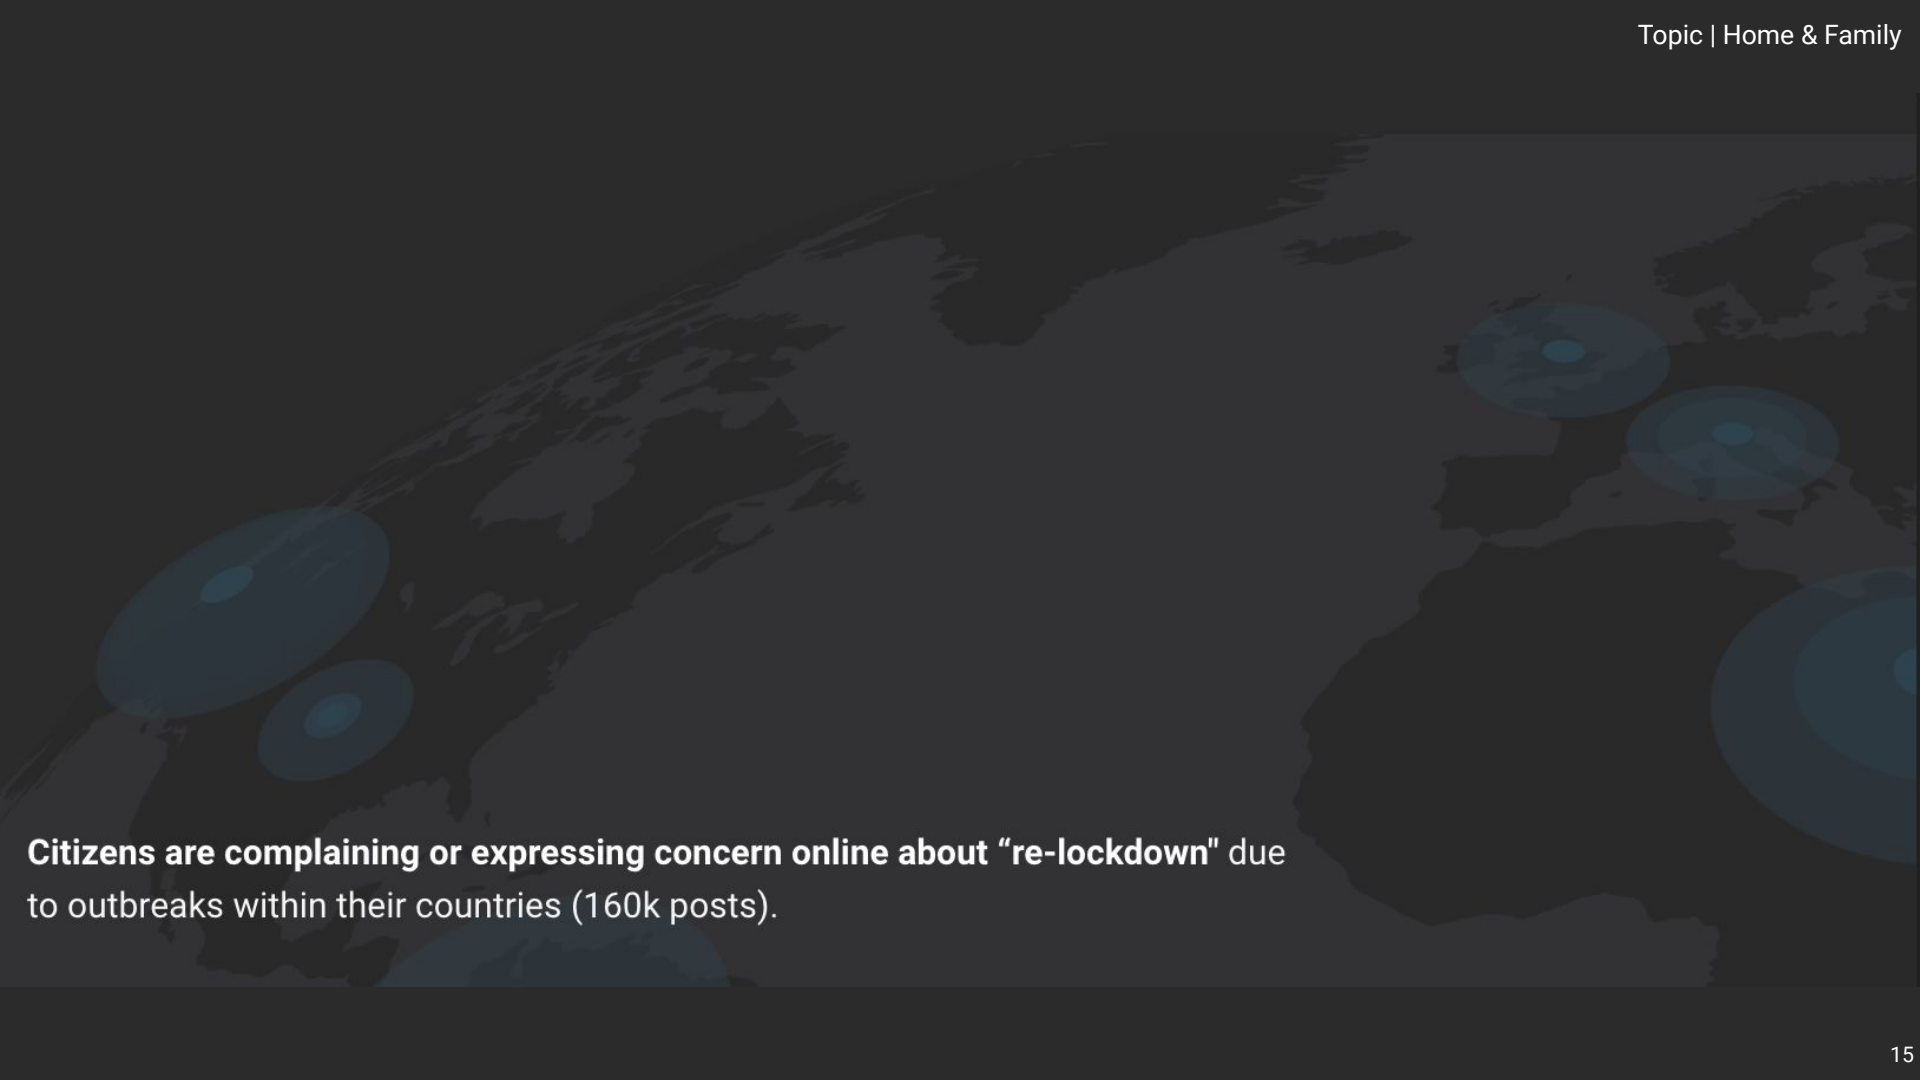 Topic | Home & Family
Citizens are complaining or expressing concern online about “re-lockdown" due
to outbreaks within their countries (160k posts).
15